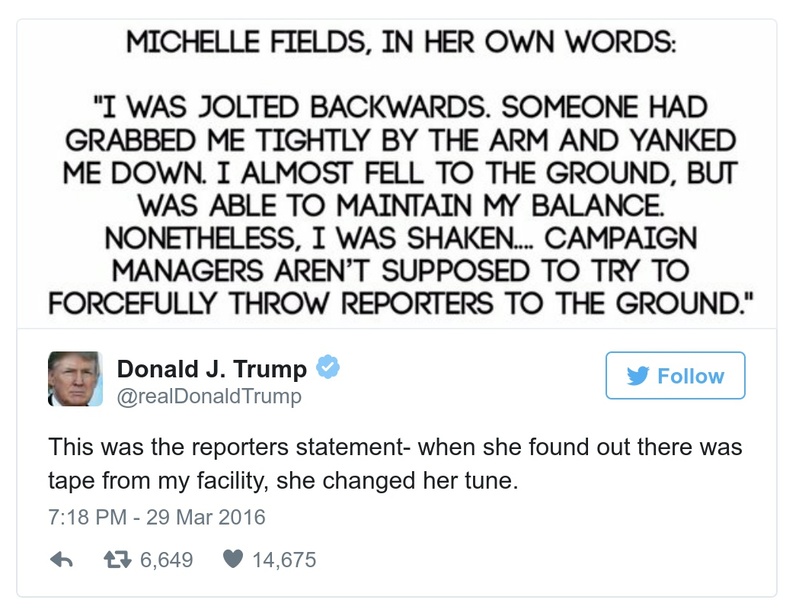 MICHELLE FIELDS, IN HER OWN WORDS:
"I WAS JOLTED BACKWARDS. SOMEONE HAD
GRABBED ME TIGHTLY BY THE ARM AND YANKED
ME DOWN. I ALMOST FELL TO THE GROUND, BUT
WAS ABLE TO MAINTAIN MY BALANCE.
NONETHELESS, I WAS SHAKEN.... CAMPAIGN
MANAGERS AREN'T SUPPOSED TO TRY TO
FORCEFULLY THROW REPORTERS TO THE GROUND."
Donald J. Trump
@realDonaldTrump
Follow
This was the reporters statement- when she found out there was
tape from my facility, she changed her tune.
7:18 PM - 29 Mar 2016
6,649 14,675